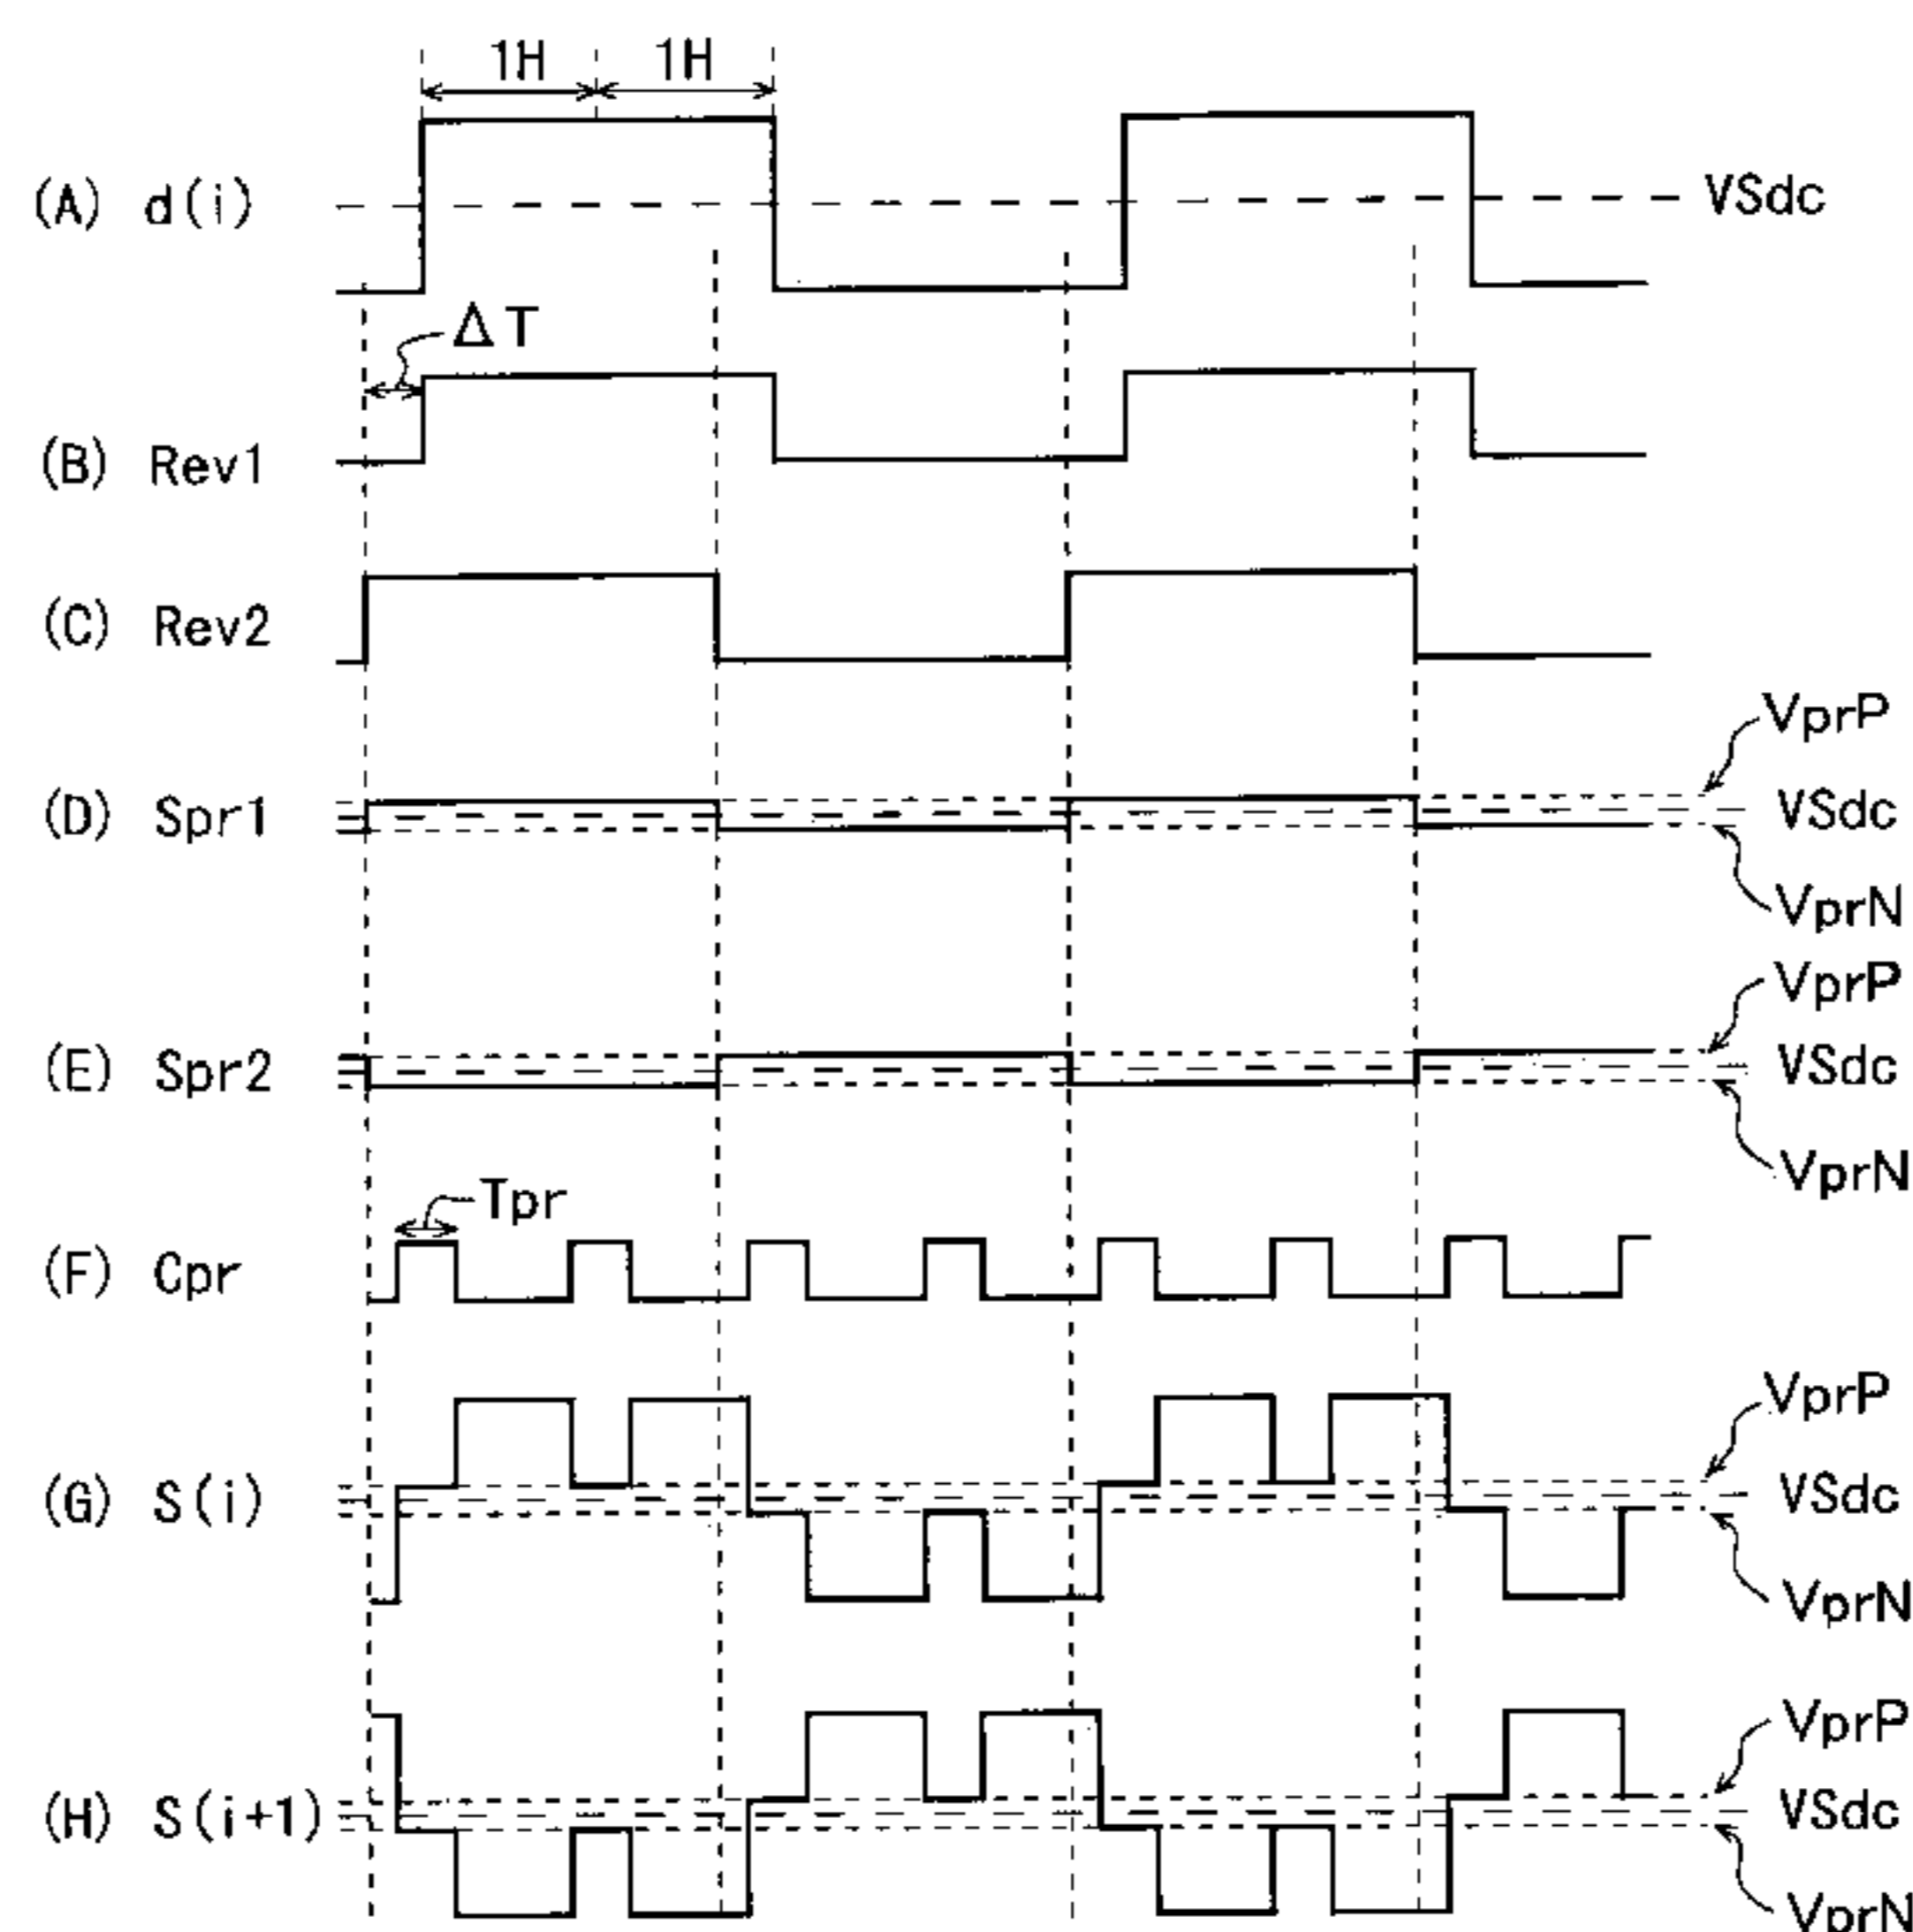 1H 1H
(A) d(i) VSdc
ΔT
(B) Rev1
(C) Rev2
VprP
(D) Spr1 VSdc
VprN
VprP
(E) Spr2 VSdc
VprN
Tpr
(F) Cpr
VprP
(G) S(i) VSdc
VprN
VprP
(H) S(i+1) VSdc
VprN